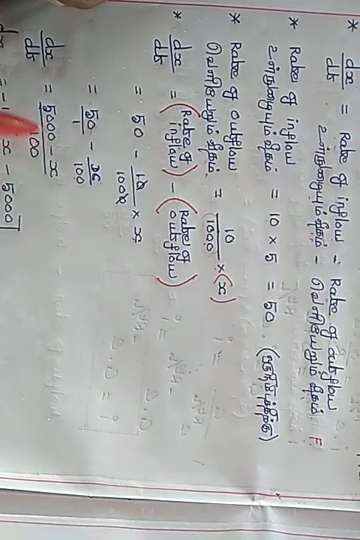 * dx/dt = Rate of inflow - Rate of outflow
உள்நுழையும் வீதம் - வெளியேறும் வீதம்
* Rate of inflow = 10 × 5 = 50
உள்நுழையும் வீதம்
* Rate of outflow = 10/1000 × (x)
வெளியேறும் வீதம்
* dx/dt = (Rate of inflow) - (Rate of outflow)
= 50 - 10/1000 × x
= 50/1 - x/100
dx/dt = 5000 - x/100
dx = -1 x - 5000